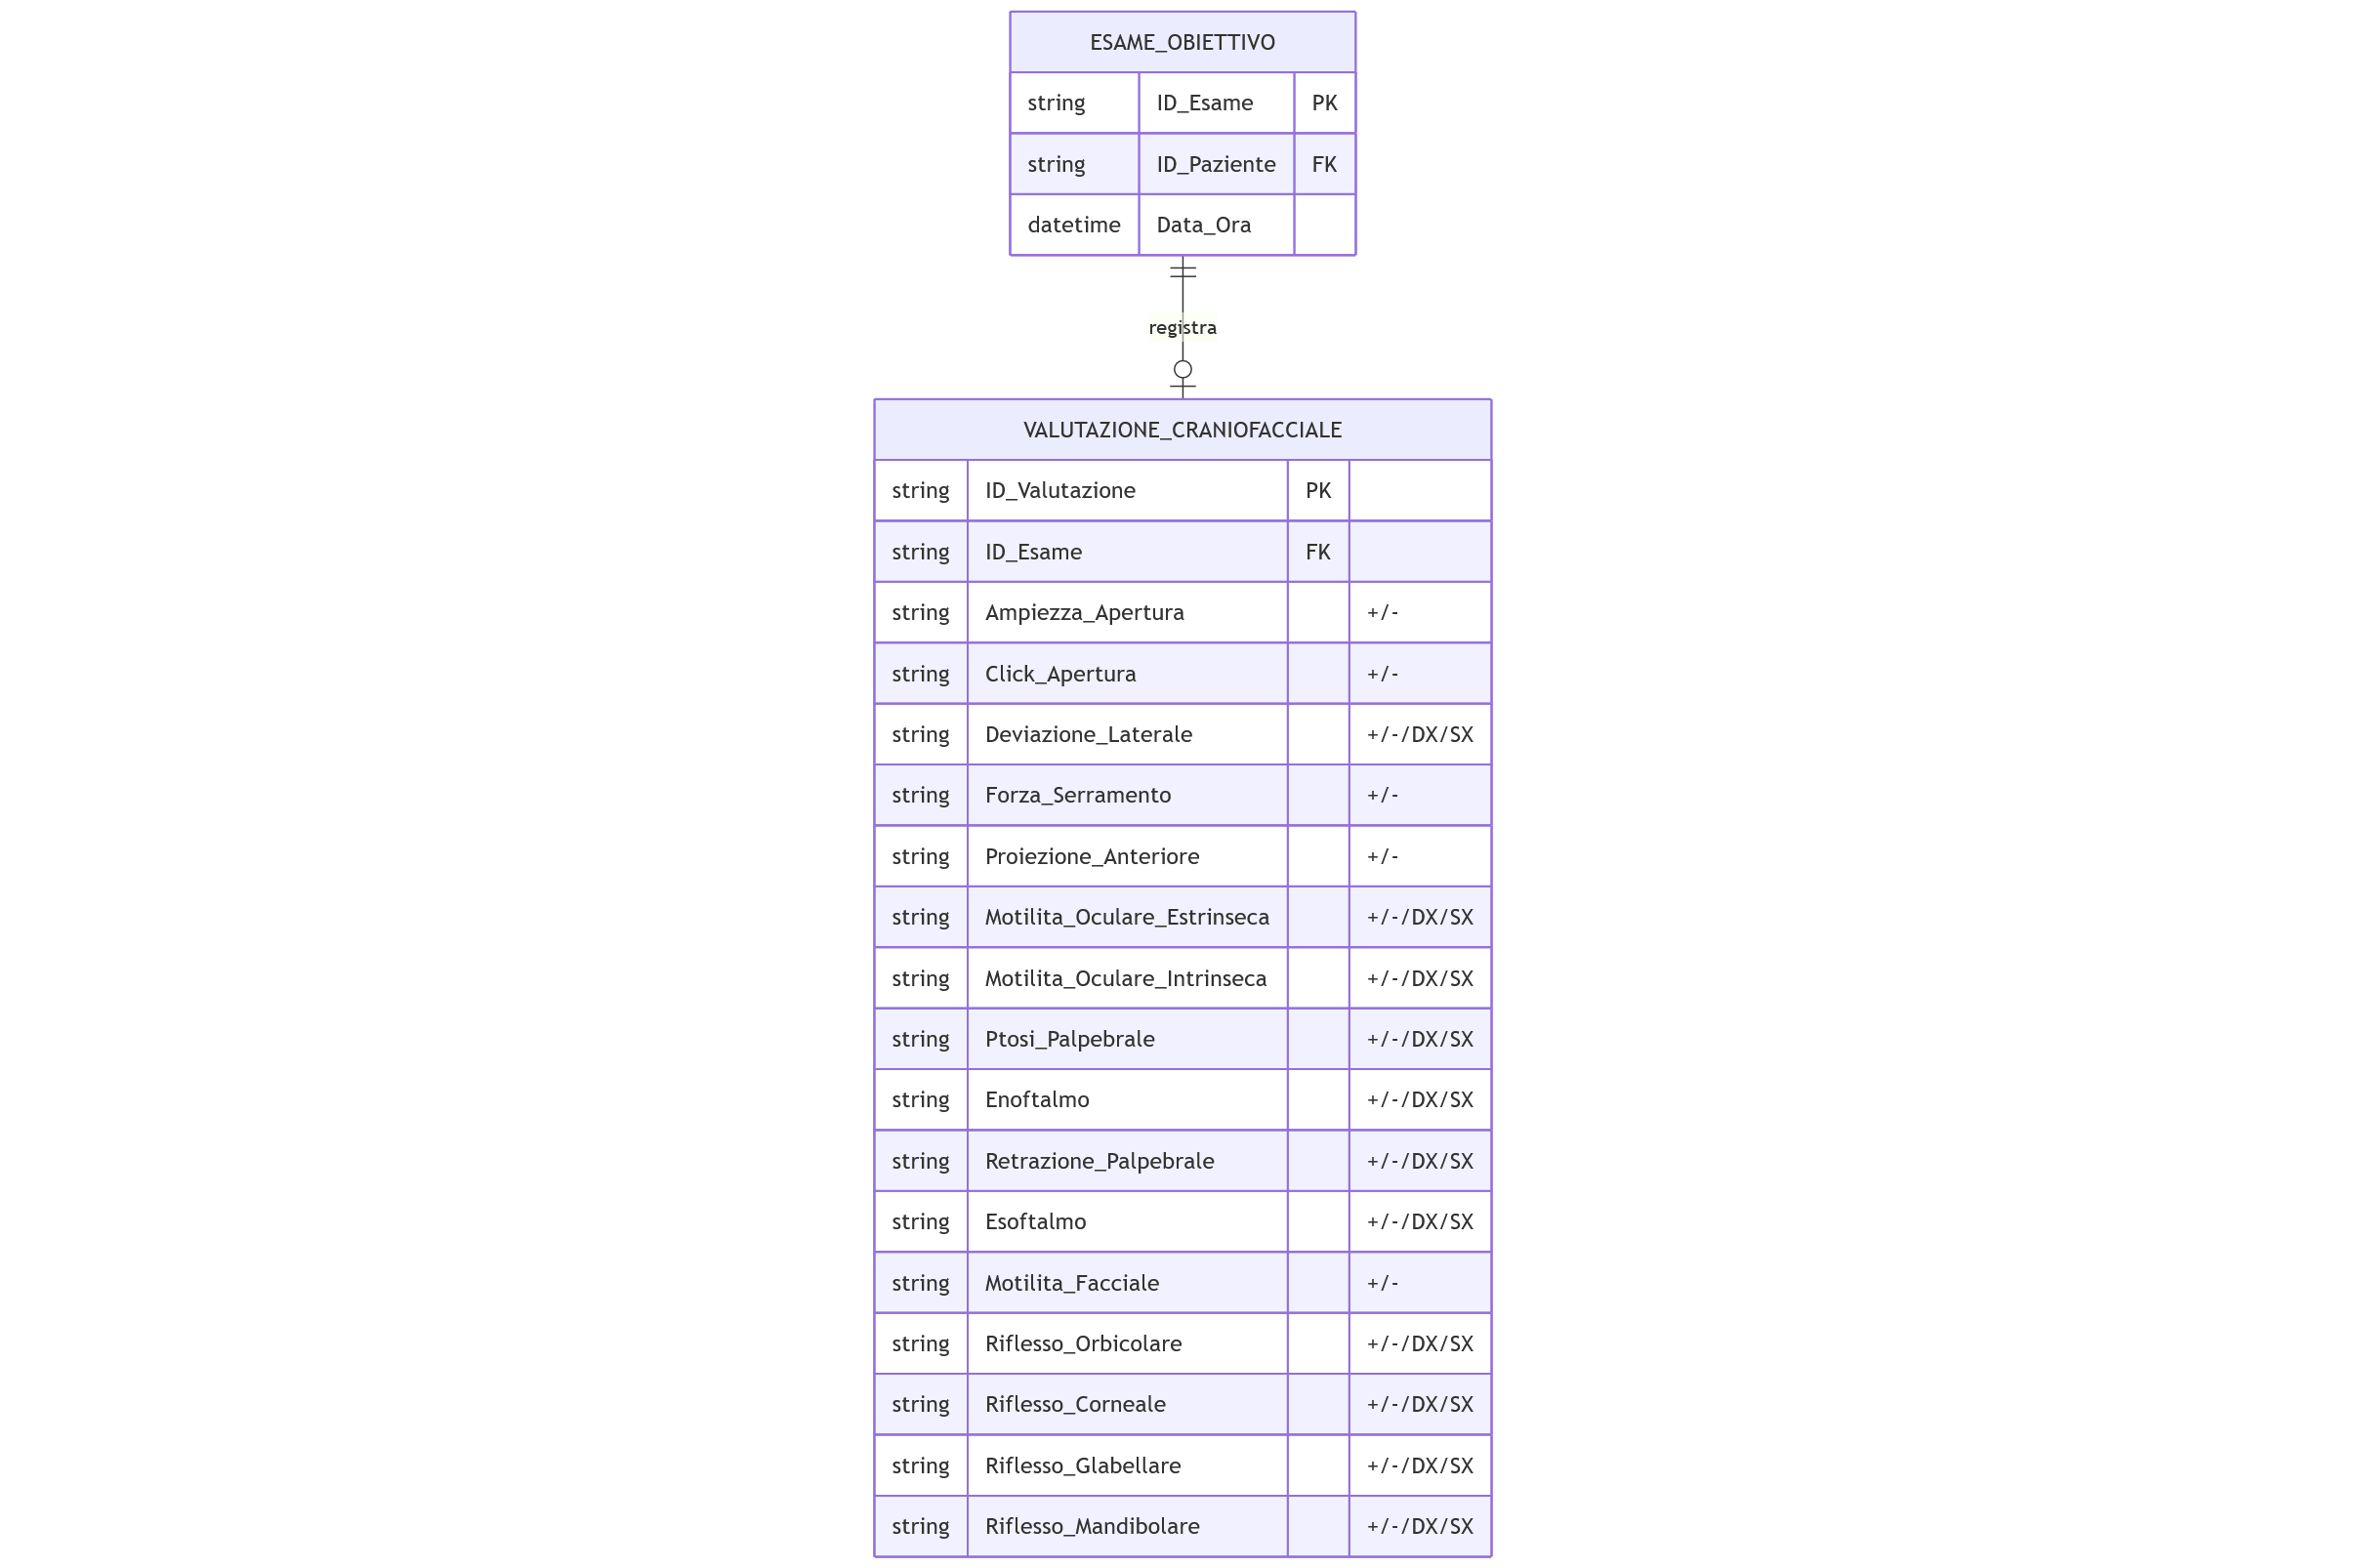 ESAME_OBIETTIVO
string ID_Esame PK
string ID_Paziente FK
datetime Data_Ora
registra
VALUTAZIONE_CRANIOFACCIALE
string ID_Valutazione PK
string ID_Esame FK
string Ampiezza_Apertura +/-
string Click_Apertura +/-
string Deviazione_Laterale +/-/DX/SX
string Forza_Serramento +/-
string Proiezione_Anteriore +/-
string Motilita_Oculare_Estrinseca +/-/DX/SX
string Motilita_Oculare_Intrinseca +/-/DX/SX
string Ptosi_Palpebrale +/-/DX/SX
string Enoftalmo +/-/DX/SX
string Retrazione_Palpebrale +/-/DX/SX
string Esoftalmo +/-/DX/SX
string Motilita_Facciale +/-
string Riflesso_Orbicolare +/-/DX/SX
string Riflesso_Corneale +/-/DX/SX
string Riflesso_Glabellare +/-/DX/SX
string Riflesso_Mandibolare +/-/DX/SX